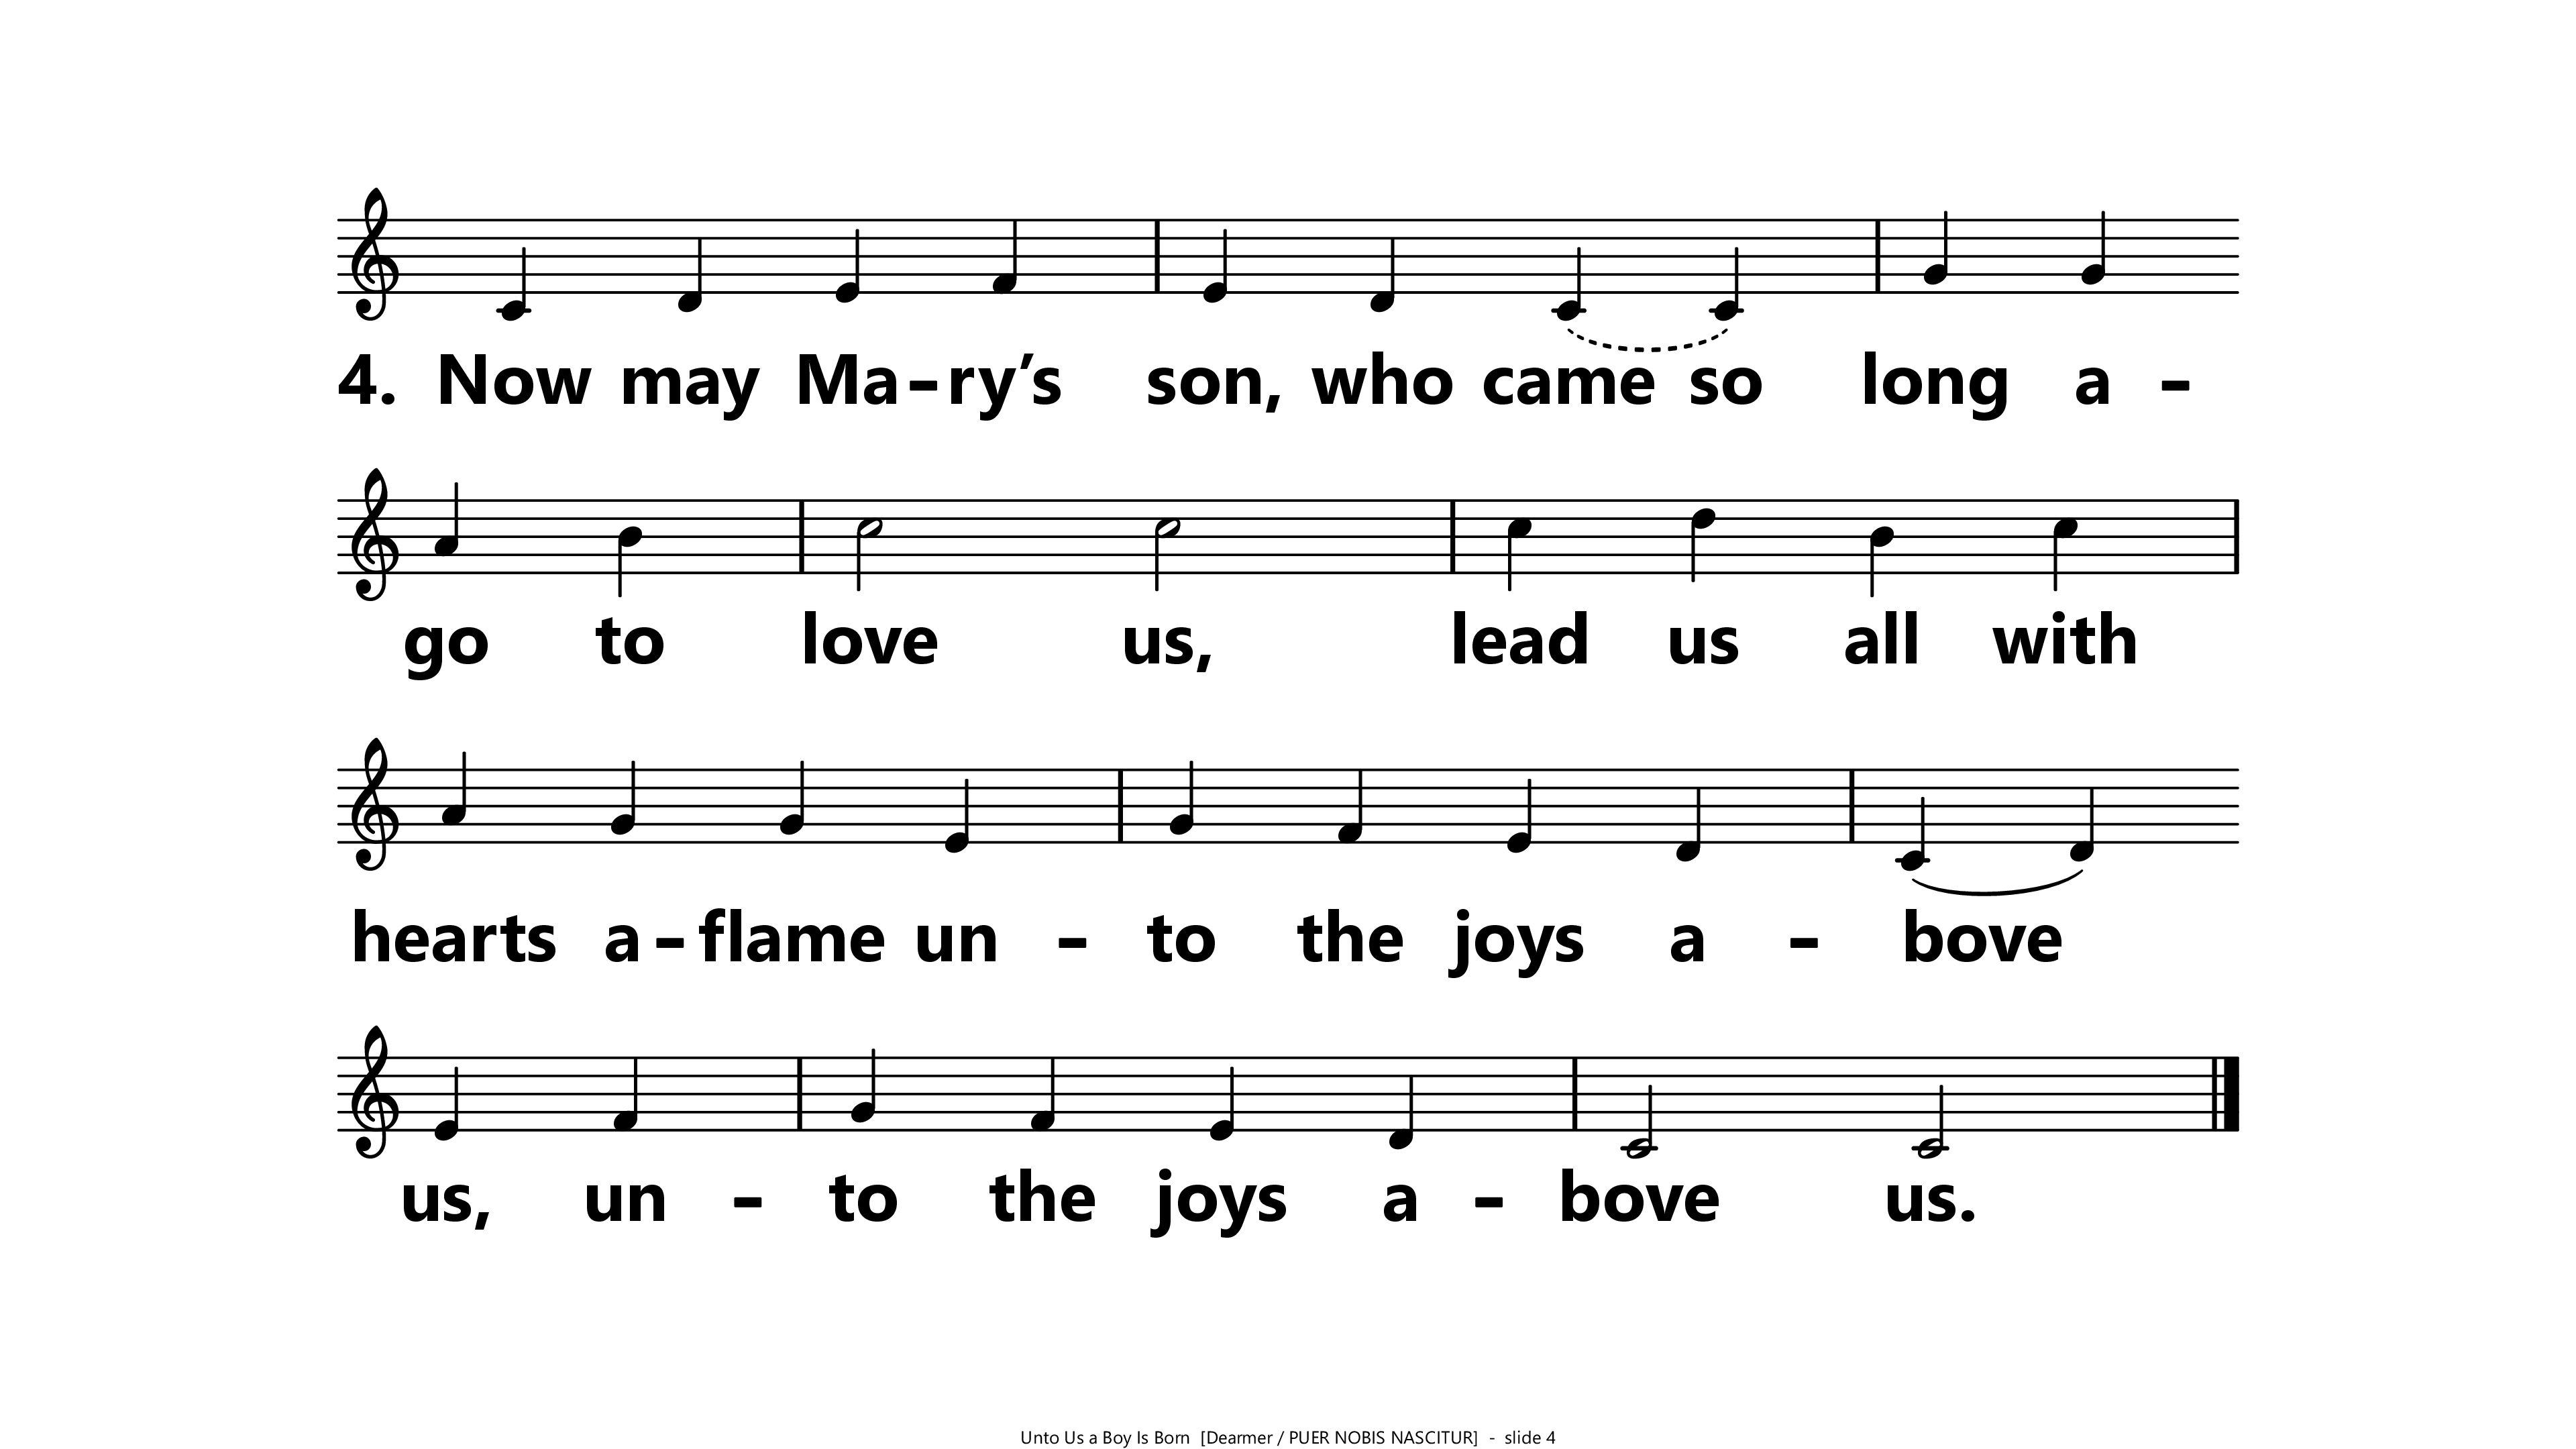 4. Now may Ma-ry’s son, who came so long a -
go to love us, lead us all with
hearts a-flame un - to the joys a - bove
us, un - to the joys a - bove us.
Unto Us a Boy Is Born [Dearmer / PUER NOBIS NASCITUR] - slide 4